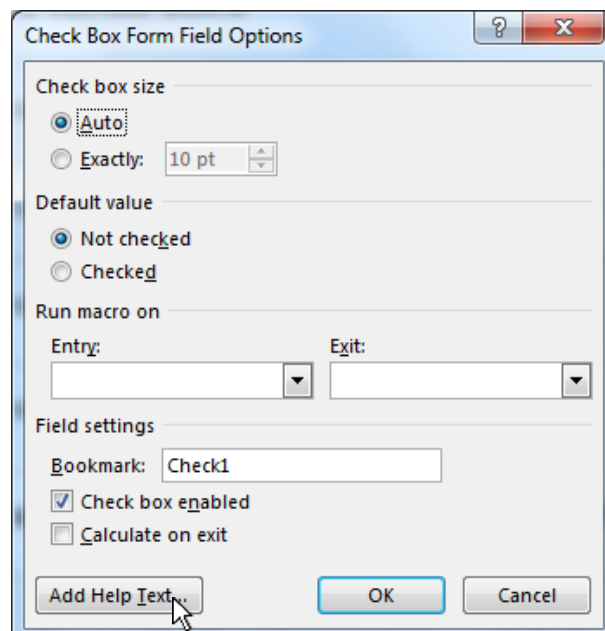 Check Box Form Field Options
Check box size
Auto
Exactly: 10 pt
Default value
Not checked
Checked
Run macro on
Entry: Exit:
Field settings
Bookmark: Check1
Check box enabled
Calculate on exit
Add Help Text... OK Cancel